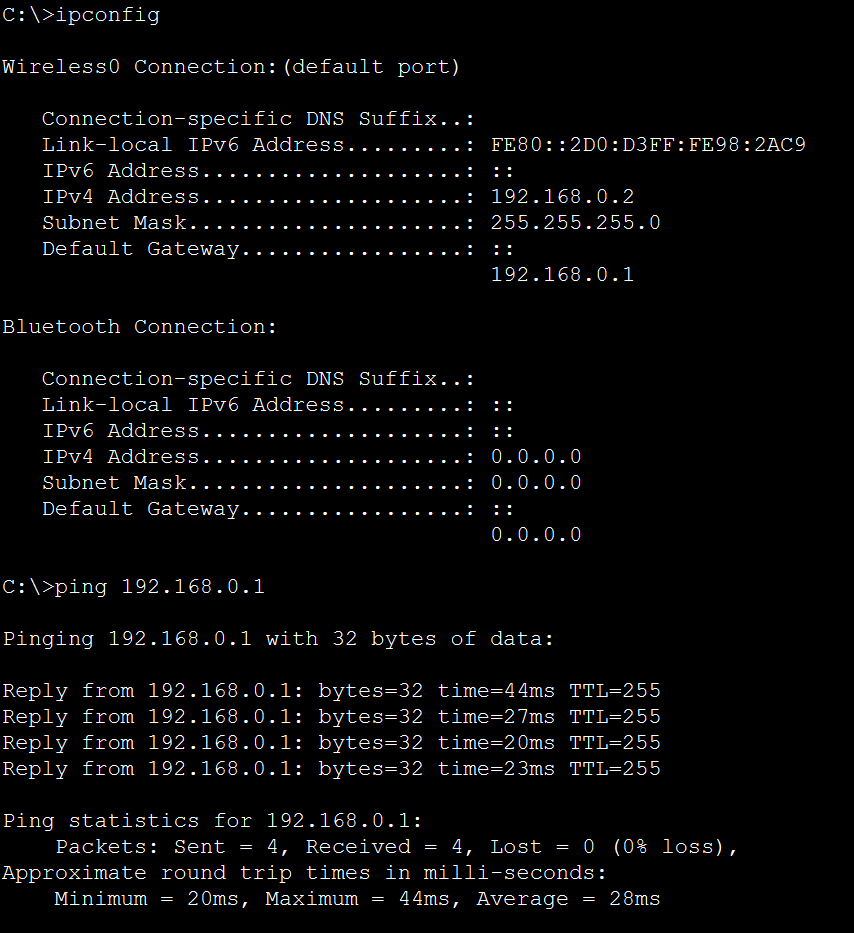 C:\>ipconfig
Wireless0 Connection:(default port)
Connection-specific DNS Suffix..:
Link-local IPv6 Address.........: FE80::2D0:D3FF:FE98:2AC9
IPv6 Address....................: ::
IPv4 Address....................: 192.168.0.2
Subnet Mask.....................: 255.255.255.0
Default Gateway.................: ::
192.168.0.1
Bluetooth Connection:
Connection-specific DNS Suffix..:
Link-local IPv6 Address.........: ::
IPv6 Address....................: ::
IPv4 Address....................: 0.0.0.0
Subnet Mask.....................: 0.0.0.0
Default Gateway.................: ::
0.0.0.0
C:\>ping 192.168.0.1
Pinging 192.168.0.1 with 32 bytes of data:
Reply from 192.168.0.1: bytes=32 time=44ms TTL=255
Reply from 192.168.0.1: bytes=32 time=27ms TTL=255
Reply from 192.168.0.1: bytes=32 time=20ms TTL=255
Reply from 192.168.0.1: bytes=32 time=23ms TTL=255
Ping statistics for 192.168.0.1:
Packets: Sent = 4, Received = 4, Lost = 0 (0% loss),
Approximate round trip times in milli-seconds:
Minimum = 20ms, Maximum = 44ms, Average = 28ms